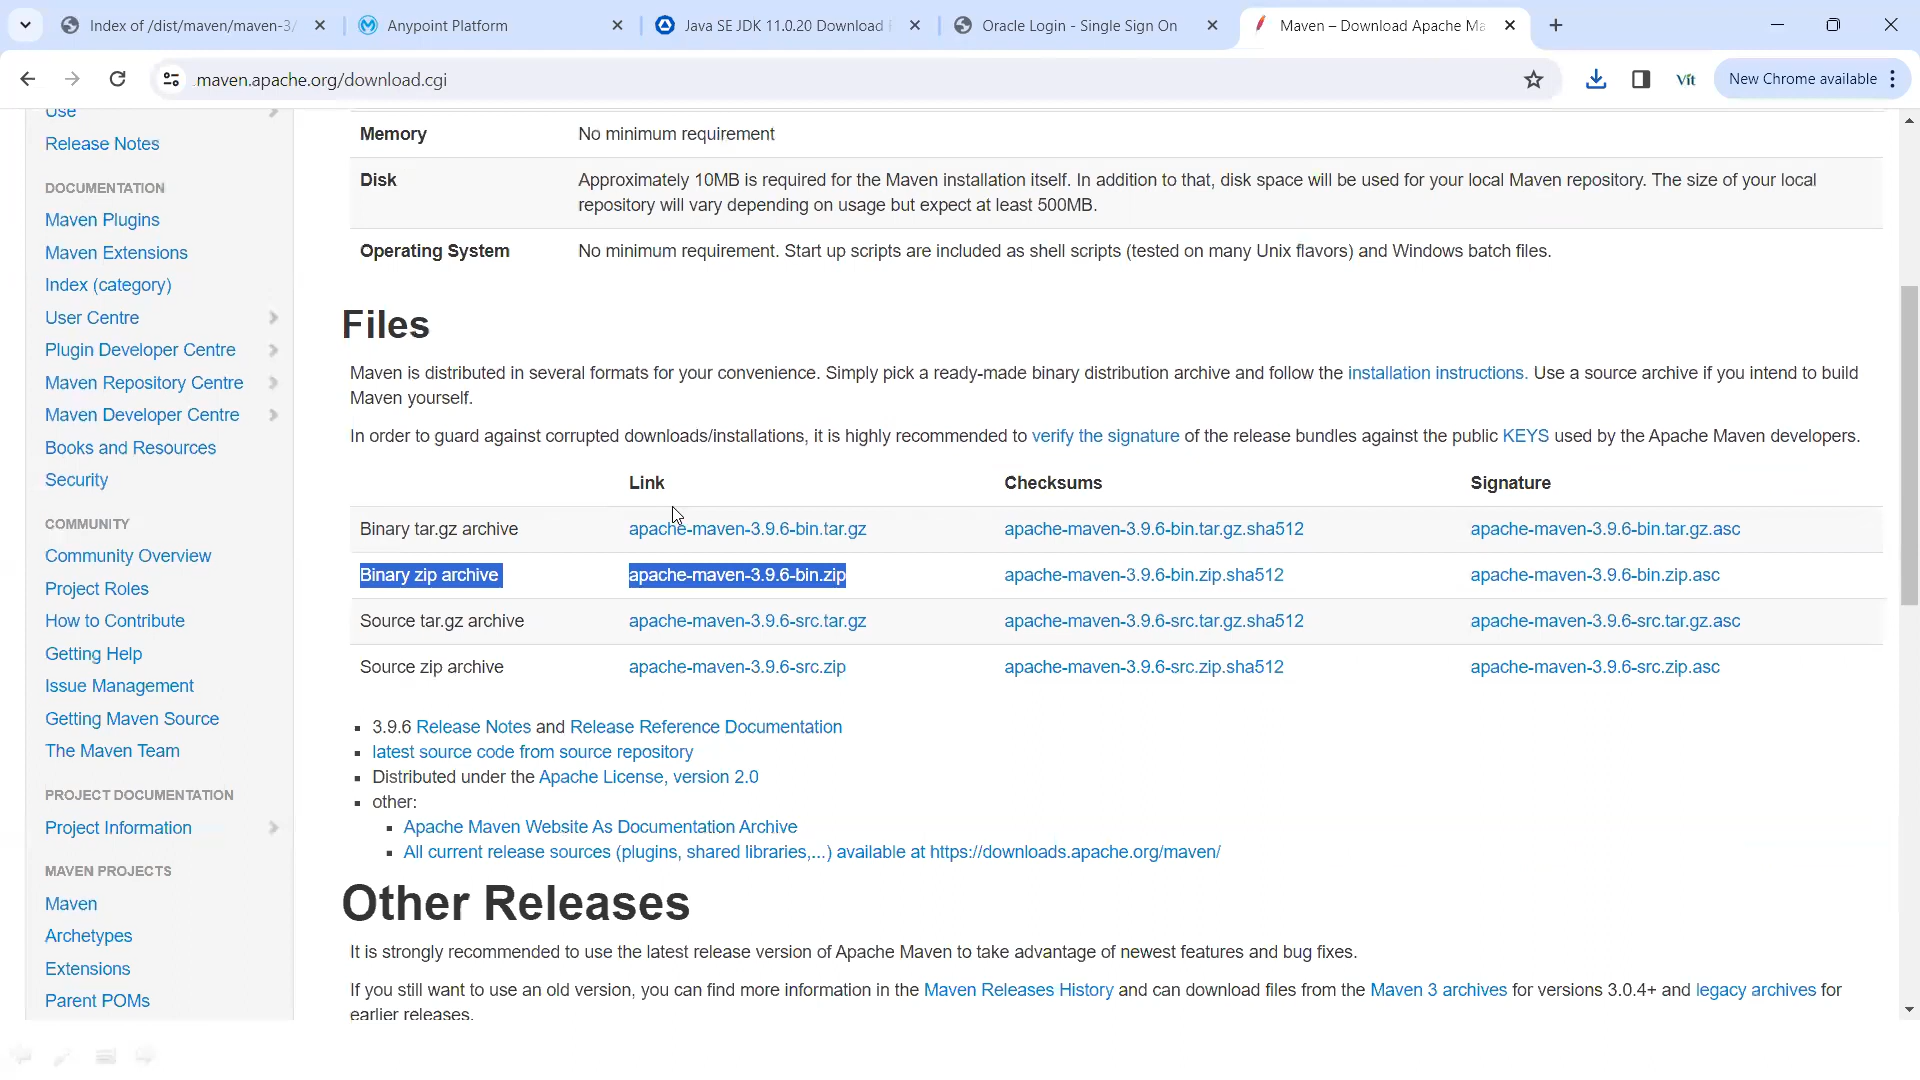 Index of /dist/maven/maven-3/
Anypoint Platform
Java SE JDK 11.0.20 Download
Oracle Login - Single Sign On
Maven – Download Apache Ma
maven.apache.org/download.cgi
Vit
New Chrome available
Use
Release Notes
DOCUMENTATION
Maven Plugins
Maven Extensions
Index (category)
User Centre
Plugin Developer Centre
Maven Repository Centre
Maven Developer Centre
Books and Resources
Security
COMMUNITY
Community Overview
Project Roles
How to Contribute
Getting Help
Issue Management
Getting Maven Source
The Maven Team
PROJECT DOCUMENTATION
Project Information
MAVEN PROJECTS
Maven
Archetypes
Extensions
Parent POMs
Memory No minimum requirement
Disk Approximately 10MB is required for the Maven installation itself. In addition to that, disk space will be used for your local Maven repository. The size of your local
repository will vary depending on usage but expect at least 500MB.
Operating System No minimum requirement. Start up scripts are included as shell scripts (tested on many Unix flavors) and Windows batch files.
Files
Maven is distributed in several formats for your convenience. Simply pick a ready-made binary distribution archive and follow the installation instructions. Use a source archive if you intend to build
Maven yourself.
In order to guard against corrupted downloads/installations, it is highly recommended to verify the signature of the release bundles against the public KEYS used by the Apache Maven developers.
Link Checksums Signature
Binary tar.gz archive apache-maven-3.9.6-bin.tar.gz apache-maven-3.9.6-bin.tar.gz.sha512 apache-maven-3.9.6-bin.tar.gz.asc
Binary zip archive apache-maven-3.9.6-bin.zip apache-maven-3.9.6-bin.zip.sha512 apache-maven-3.9.6-bin.zip.asc
Source tar.gz archive apache-maven-3.9.6-src.tar.gz apache-maven-3.9.6-src.tar.gz.sha512 apache-maven-3.9.6-src.tar.gz.asc
Source zip archive apache-maven-3.9.6-src.zip apache-maven-3.9.6-src.zip.sha512 apache-maven-3.9.6-src.zip.asc
3.9.6 Release Notes and Release Reference Documentation
latest source code from source repository
Distributed under the Apache License, version 2.0
other:
Apache Maven Website As Documentation Archive
All current release sources (plugins, shared libraries,...) available at https://downloads.apache.org/maven/
Other Releases
It is strongly recommended to use the latest release version of Apache Maven to take advantage of newest features and bug fixes.
If you still want to use an old version, you can find more information in the Maven Releases History and can download files from the Maven 3 archives for versions 3.0.4+ and legacy archives for
earlier releases.